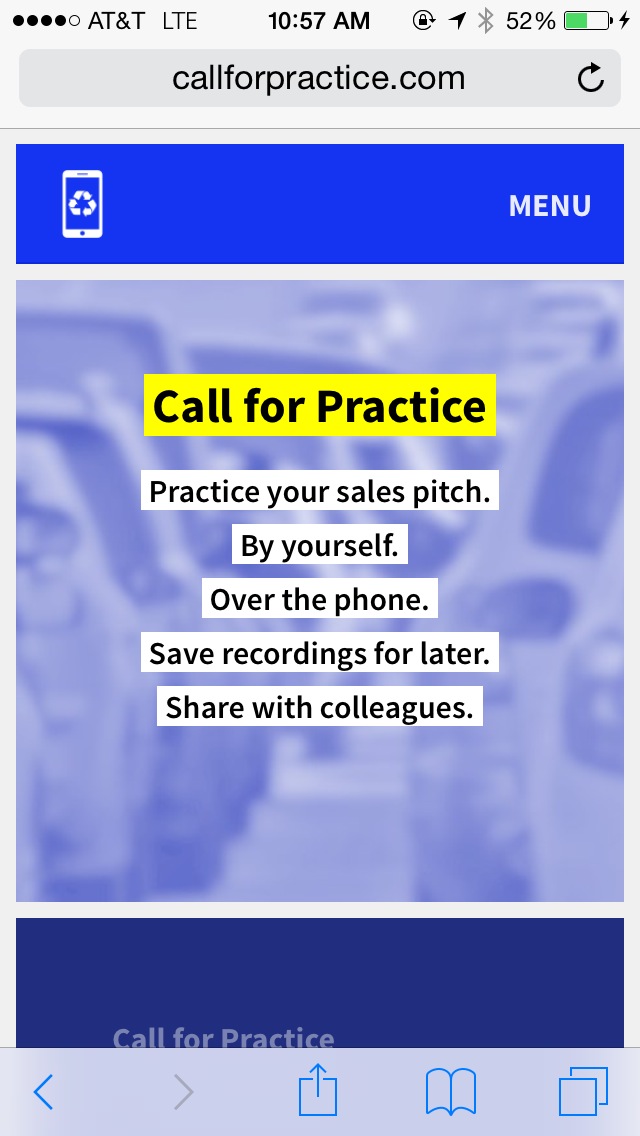 AT&T LTE 10:57 AM 52%
callforpractice.com
MENU
Call for Practice
Practice your sales pitch.
By yourself.
Over the phone.
Save recordings for later.
Share with colleagues.
Call for Practice